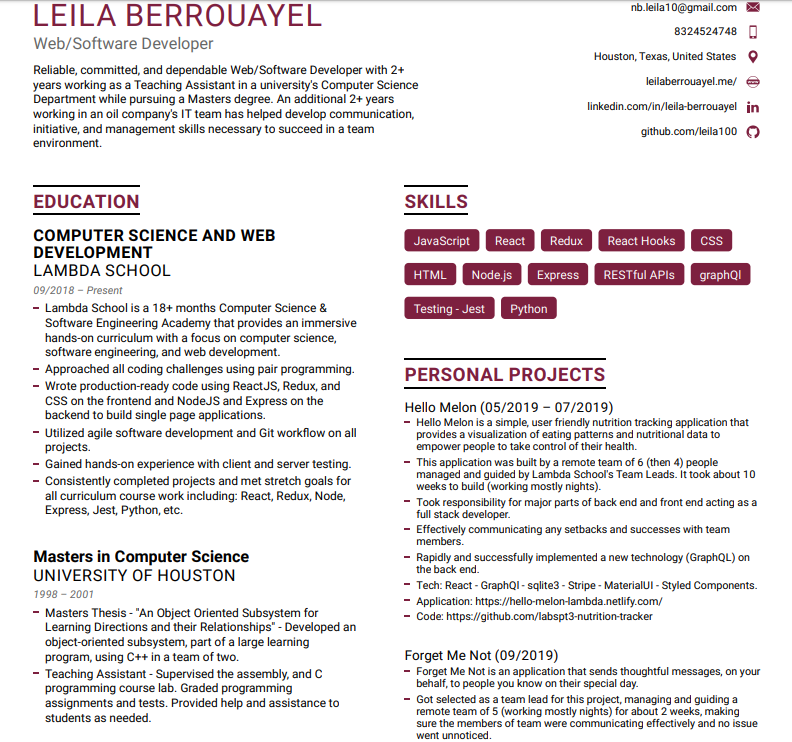 LEILA BERROUAYEL
Web/Software Developer
Reliable, committed, and dependable Web/Software Developer with 2+
years working as a Teaching Assistant in a university's Computer Science
Department while pursuing a Masters degree. An additional 2+ years
working in an oil company's IT team has helped develop communication,
initiative, and management skills necessary to succeed in a team
environment.
nb.leila10@gmail.com
8324524748
Houston, Texas, United States
leilaberrouayel.me/
linkedin.com/in/leila-berrouayel
github.com/leila100
EDUCATION
COMPUTER SCIENCE AND WEB
DEVELOPMENT
LAMBDA SCHOOL
09/2018 – Present
Lambda School is a 18+ months Computer Science &
Software Engineering Academy that provides an immersive
hands-on curriculum with a focus on computer science,
software engineering, and web development.
Approached all coding challenges using pair programming.
Wrote production-ready code using ReactJS, Redux, and
CSS on the frontend and NodeJS and Express on the
backend to build single page applications.
Utilized agile software development and Git workflow on all
projects.
Gained hands-on experience with client and server testing.
Consistently completed projects and met stretch goals for
all curriculum course work including: React, Redux, Node,
Express, Jest, Python, etc.
Masters in Computer Science
UNIVERSITY OF HOUSTON
1998 – 2001
Masters Thesis - "An Object Oriented Subsystem for
Learning Directions and their Relationships" - Developed an
object-oriented subsystem, part of a large learning
program, using C++ in a team of two.
Teaching Assistant - Supervised the assembly, and C
programming course lab. Graded programming
assignments and tests. Provided help and assistance to
students as needed.
SKILLS
JavaScript React Redux React Hooks CSS
HTML Node.js Express RESTful APIs graphQl
Testing - Jest Python
PERSONAL PROJECTS
Hello Melon (05/2019 – 07/2019)
Hello Melon is a simple, user friendly nutrition tracking application that
provides a visualization of eating patterns and nutritional data to
empower people to take control of their health.
This application was built by a remote team of 6 (then 4) people
managed and guided by Lambda School's Team Leads. It took about 10
weeks to build (working mostly nights).
Took responsibility for major parts of back end and front end acting as a
full stack developer.
Effectively communicating any setbacks and successes with team
members.
Rapidly and successfully implemented a new technology (GraphQL) on
the back end.
Tech: React - GraphQl - sqlite3 - Stripe - MaterialUI - Styled Components.
Application: https://hello-melon-lambda.netlify.com/
Code: https://github.com/labspt3-nutrition-tracker
Forget Me Not (09/2019)
Forget Me Not is an application that sends thoughtful messages, on your
behalf, to people you know on their special day.
Got selected as a team lead for this project, managing and guiding a
remote team of 5 (working mostly nights) for about 2 weeks, making
sure the members of team were communicating effectively and no issue
went unnoticed.